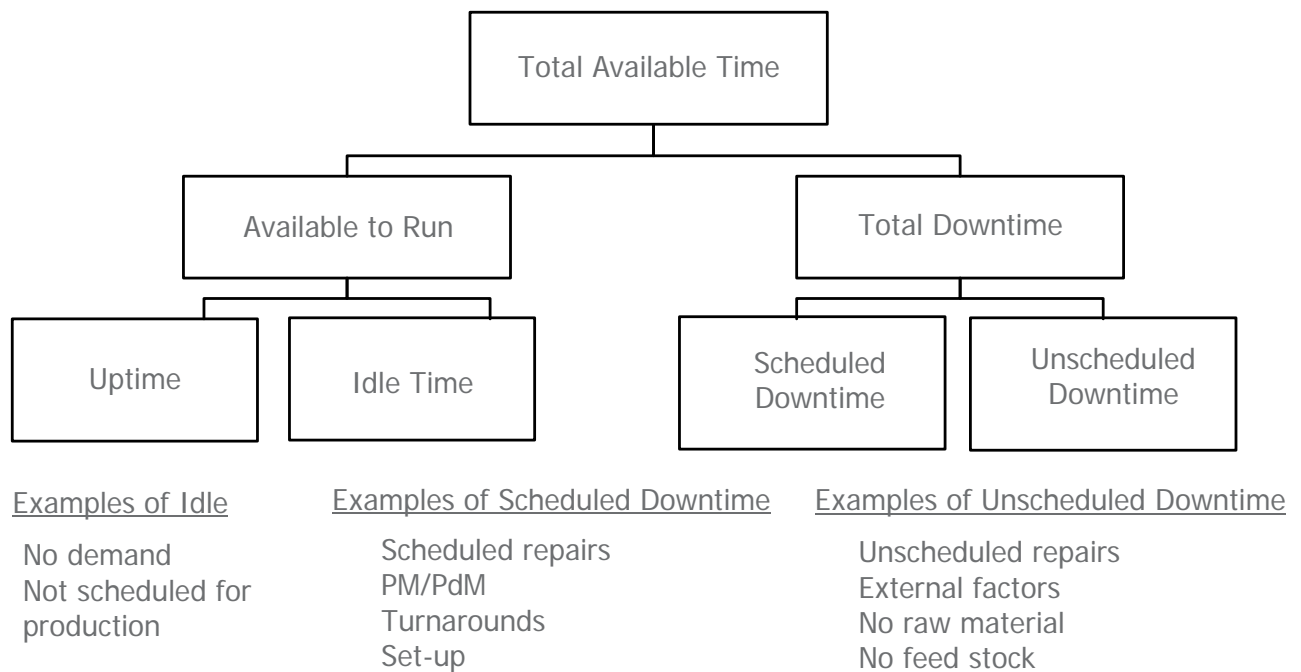 Total Available Time
Available to Run
Total Downtime
Uptime
Idle Time
Scheduled
Downtime
Unscheduled
Downtime
Examples of Idle
No demand
Not scheduled for
production
Examples of Scheduled Downtime
Scheduled repairs
PM/PdM
Turnarounds
Set-up
Examples of Unscheduled Downtime
Unscheduled repairs
External factors
No raw material
No feed stock